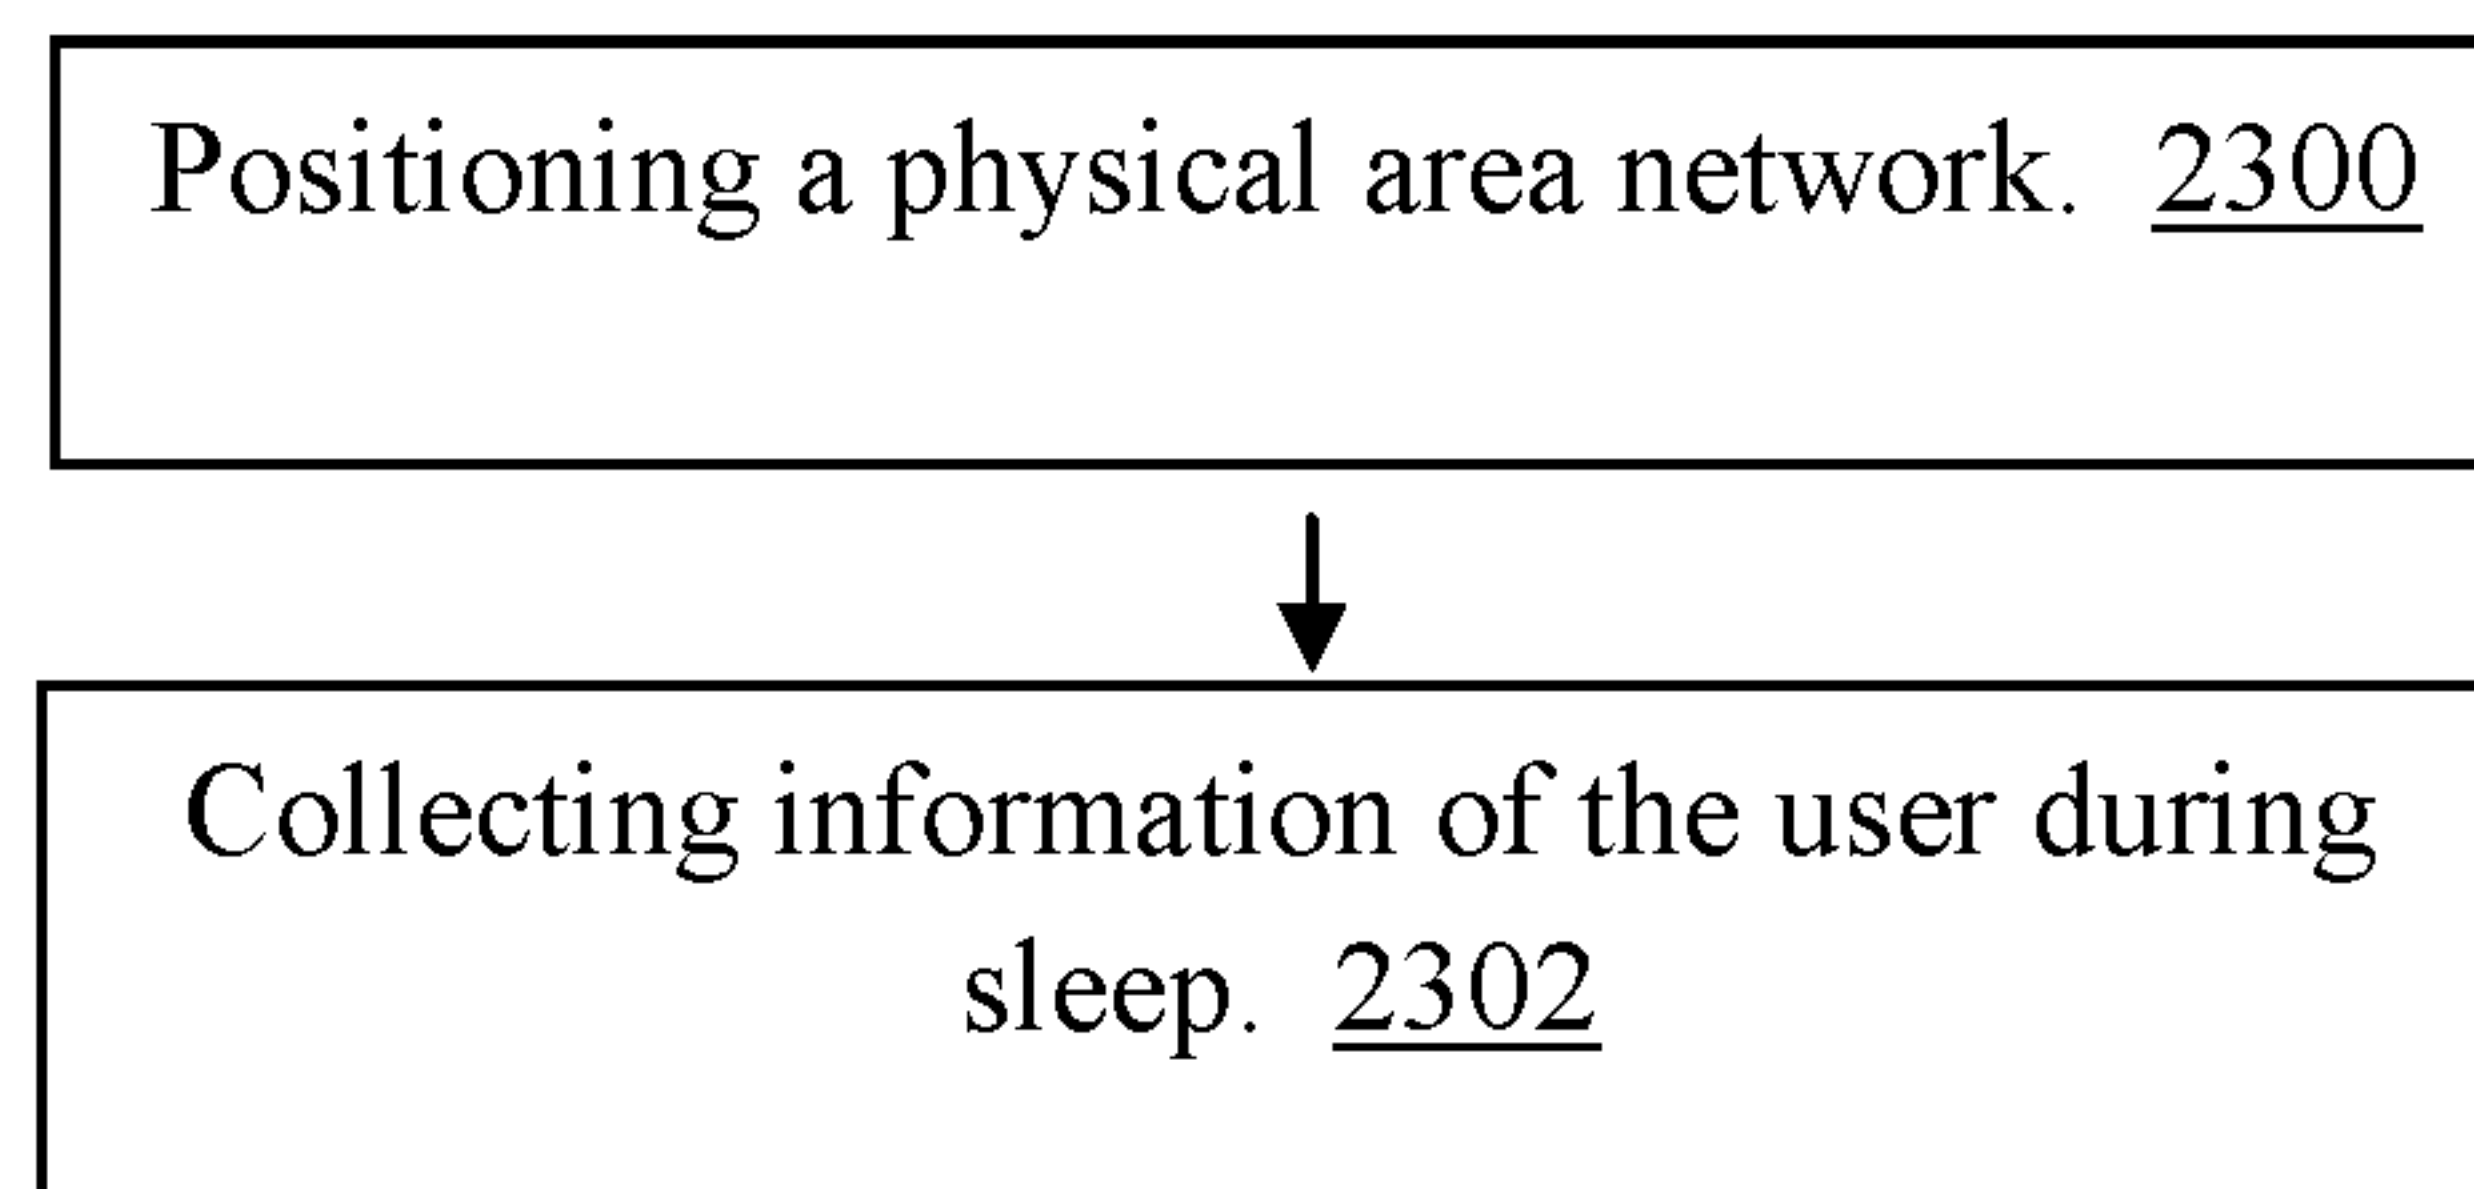 Positioning a physical area network. 2300
Collecting information of the user during
sleep. 2302